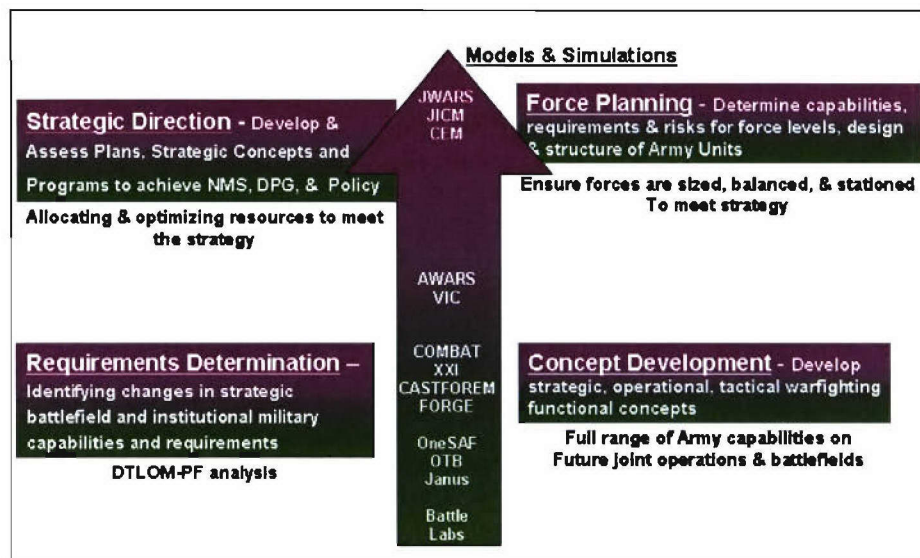 Models & Simulations
Strategic Direction - Develop &
Assess Plans, Strategic Concepts and
Programs to achieve NMS, DPG, & Policy
Allocating & optimizing resources to meet
the strategy
JWARS
JICM
CEM
Force Planning - Determine capabilities,
requirements & risks for force levels, design
& structure of Army Units
Ensure forces are sized, balanced, & stationed
To meet strategy
AWARS
VIC
Requirements Determination –
Identifying changes in strategic
battlefield and institutional military
capabilities and requirements
DTLOM-PF analysis
COMBAT
XXI
CASTFOREM
FORGE
OneSAF
OTB
Janus
Battle
Labs
Concept Development - Develop
strategic, operational, tactical warfighting
functional concepts
Full range of Army capabilities on
Future joint operations & battlefields